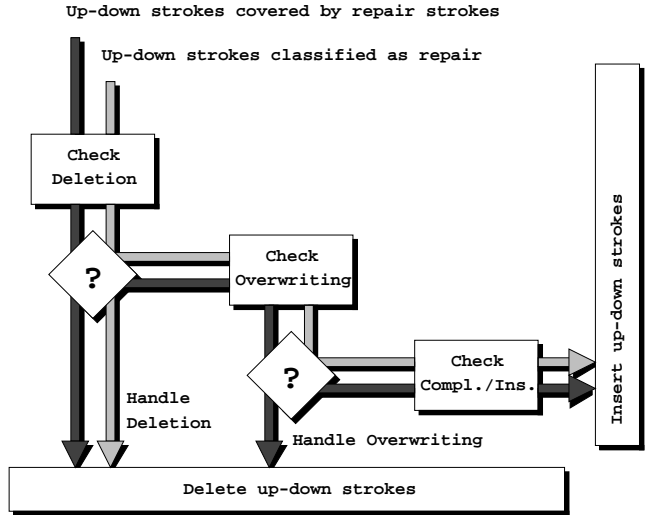 Up-down strokes covered by repair strokes
Up-down strokes classified as repair
Check
Deletion
?
Check
Overwriting
?
Check
Compl./Ins.
Insert up-down strokes
Handle
Deletion
Handle Overwriting
Delete up-down strokes